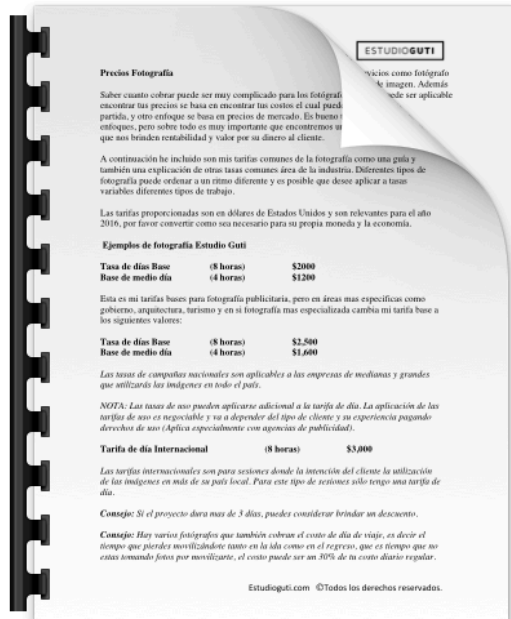 ESTUDIOGUTI
Precios Fotografía
vicios como fotógrafo
de imagen. Además
Saber cuanto cobrar puede ser muy complicado para los fotógraf
encontrar tus precios se basa en encontrar tus costos el cual pued
ede ser aplicable
partida, y otro enfoque se basa en precios de mercado. Es bueno
enfoques, pero sobre todo es muy importante que encontremos un
que nos brinden rentabilidad y valor por su dinero al cliente.
A continuación he incluido son mis tarifas comunes de la fotografía como una guía y
también una explicación de otras tasas comunes área de la industria. Diferentes tipos de
fotografía puede ordenar a un ritmo diferente y es posible que desee aplicar a tasas
variables diferentes tipos de trabajo.
Las tarifas proporcionadas son en dólares de Estados Unidos y son relevantes para el año
2016, por favor convertir como sea necesario para su propia moneda y la economía.
Ejemplos de fotografía Estudio Guti
Tasa de días Base (8 horas) $2000
Base de medio día (4 horas) $1200
Esta es mi tarifas bases para fotografía publicitaria, pero en áreas mas especificas como
gobierno, arquitectura, turismo y en si fotografía mas especializada cambia mi tarifa base a
los siguientes valores:
Tasa de días Base (8 horas) $2,500
Base de medio día (4 horas) $1,600
Las tasas de campañas nacionales son aplicables a las empresas de medianas y grandes
que utilizarás las imágenes en todo el país.
NOTA: Las tasas de uso pueden aplicarse adicional a la tarifa de día. La aplicación de las
tarifas de uso es negociable y va a depender del tipo de cliente y su experiencia pagando
derechos de uso (Aplica especialmente con agencias de publicidad).
Tarifa de día Internacional (8 horas) $3,000
Las tarifas internacionales son para sesiones donde la intención del cliente la utilización
de las imágenes en más de su país local. Para este tipo de sesiones sólo tengo una tarifa de
día.
Consejo: Si el proyecto dura mas de 3 días, puedes considerar brindar un descuento.
Consejo: Hay varios fotógrafos que también cobran el costo de día de viaje, es decir el
tiempo que pierdes movilizándote tanto en la ida como en el regreso, que es tiempo que no
estas tomando fotos por movilizarte, el costo puede ser un 30% de tu costo diario regular.
Estudioguti.com ©Todos los derechos reservados.